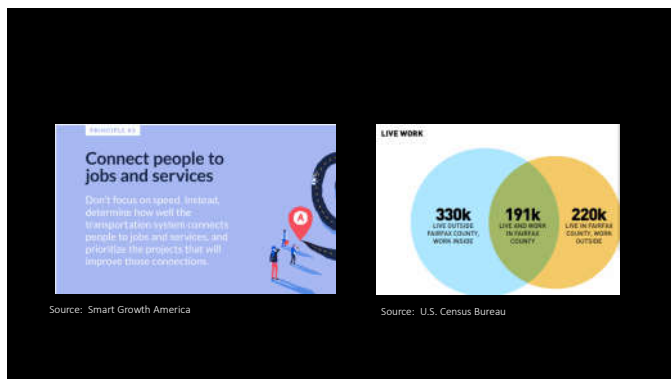 PRINCIPLE #3
Connect people to
jobs and services
Don't focus on speed. Instead,
determine how well the
transportation system connects
people to jobs and services, and
prioritize the projects that will
improve those connections.
A
Source: Smart Growth America
LIVE WORK
330k
LIVE OUTSIDE
FAIRFAX COUNTY,
WORK INSIDE
191k
LIVE AND WORK
IN FAIRFAX
COUNTY
220k
LIVE IN FAIRFAX
COUNTY, WORK
OUTSIDE
Source: U.S. Census Bureau